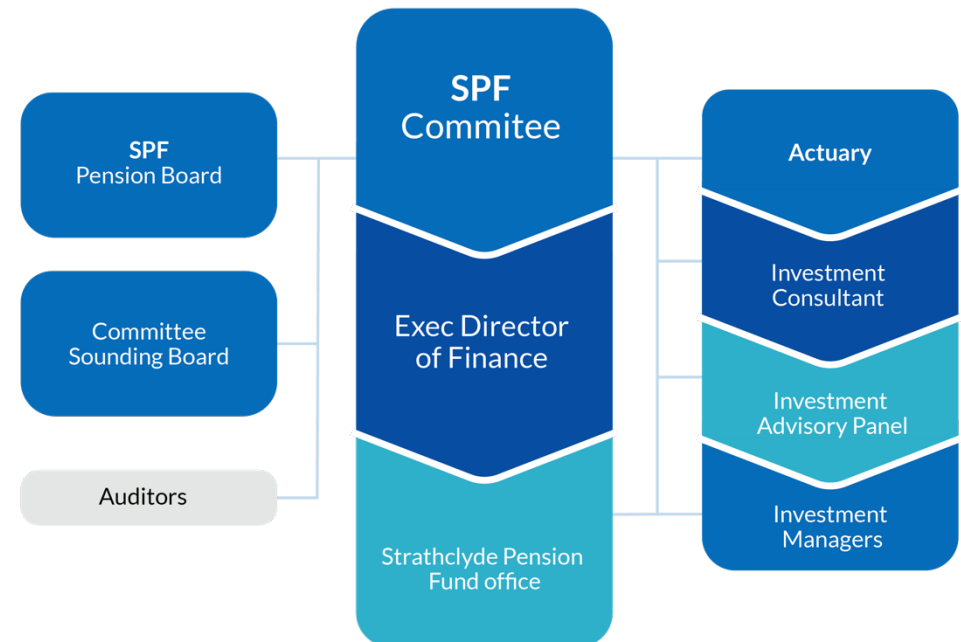 SPF
Pension Board
Committee
Sounding Board
Auditors
SPF
Commitee
Exec Director
of Finance
Strathclyde Pension
Fund office
Actuary
Investment
Consultant
Investment
Advisory Panel
Investment
Managers